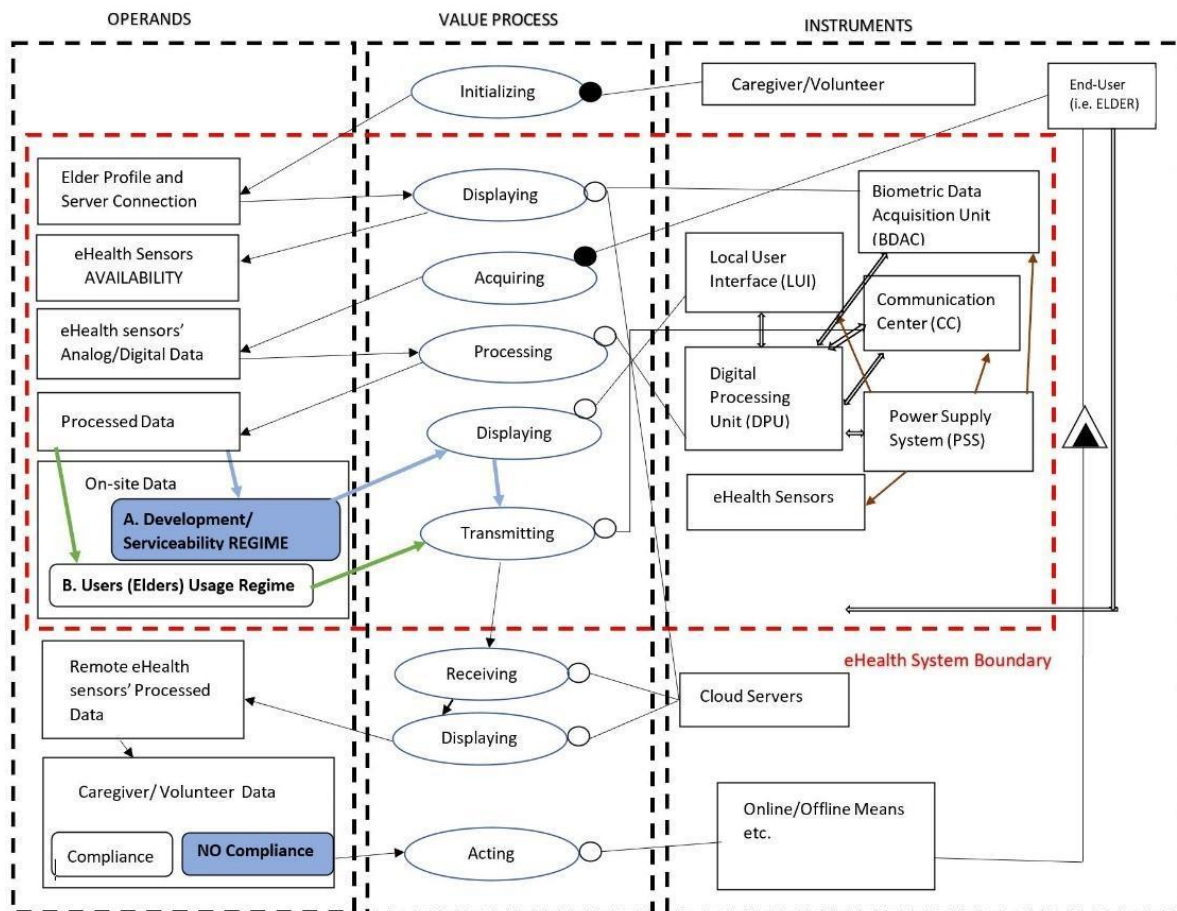 OPERANDS
VALUE PROCESS
INSTRUMENTS
Initializing
Caregiver/Volunteer
End-User
(i.e. ELDER)
Elder Profile and
Server Connection
Displaying
Biometric Data
Acquisition Unit
(BDAC)
eHealth Sensors
AVAILABILITY
Acquiring
Local User
Interface (LUI)
Communication
Center (CC)
eHealth sensors'
Analog/Digital Data
Processing
Digital
Processing
Unit (DPU)
Processed Data
Displaying
Power Supply
System (PSS)
On-site Data
eHealth Sensors
A. Development/
Serviceability REGIME
Transmitting
B. Users (Elders) Usage Regime
Remote eHealth
sensors' Processed
Data
Receiving
eHealth System Boundary
Cloud Servers
Displaying
Caregiver/ Volunteer Data
Online/Offline Means
etc.
Compliance
NO Compliance
Acting